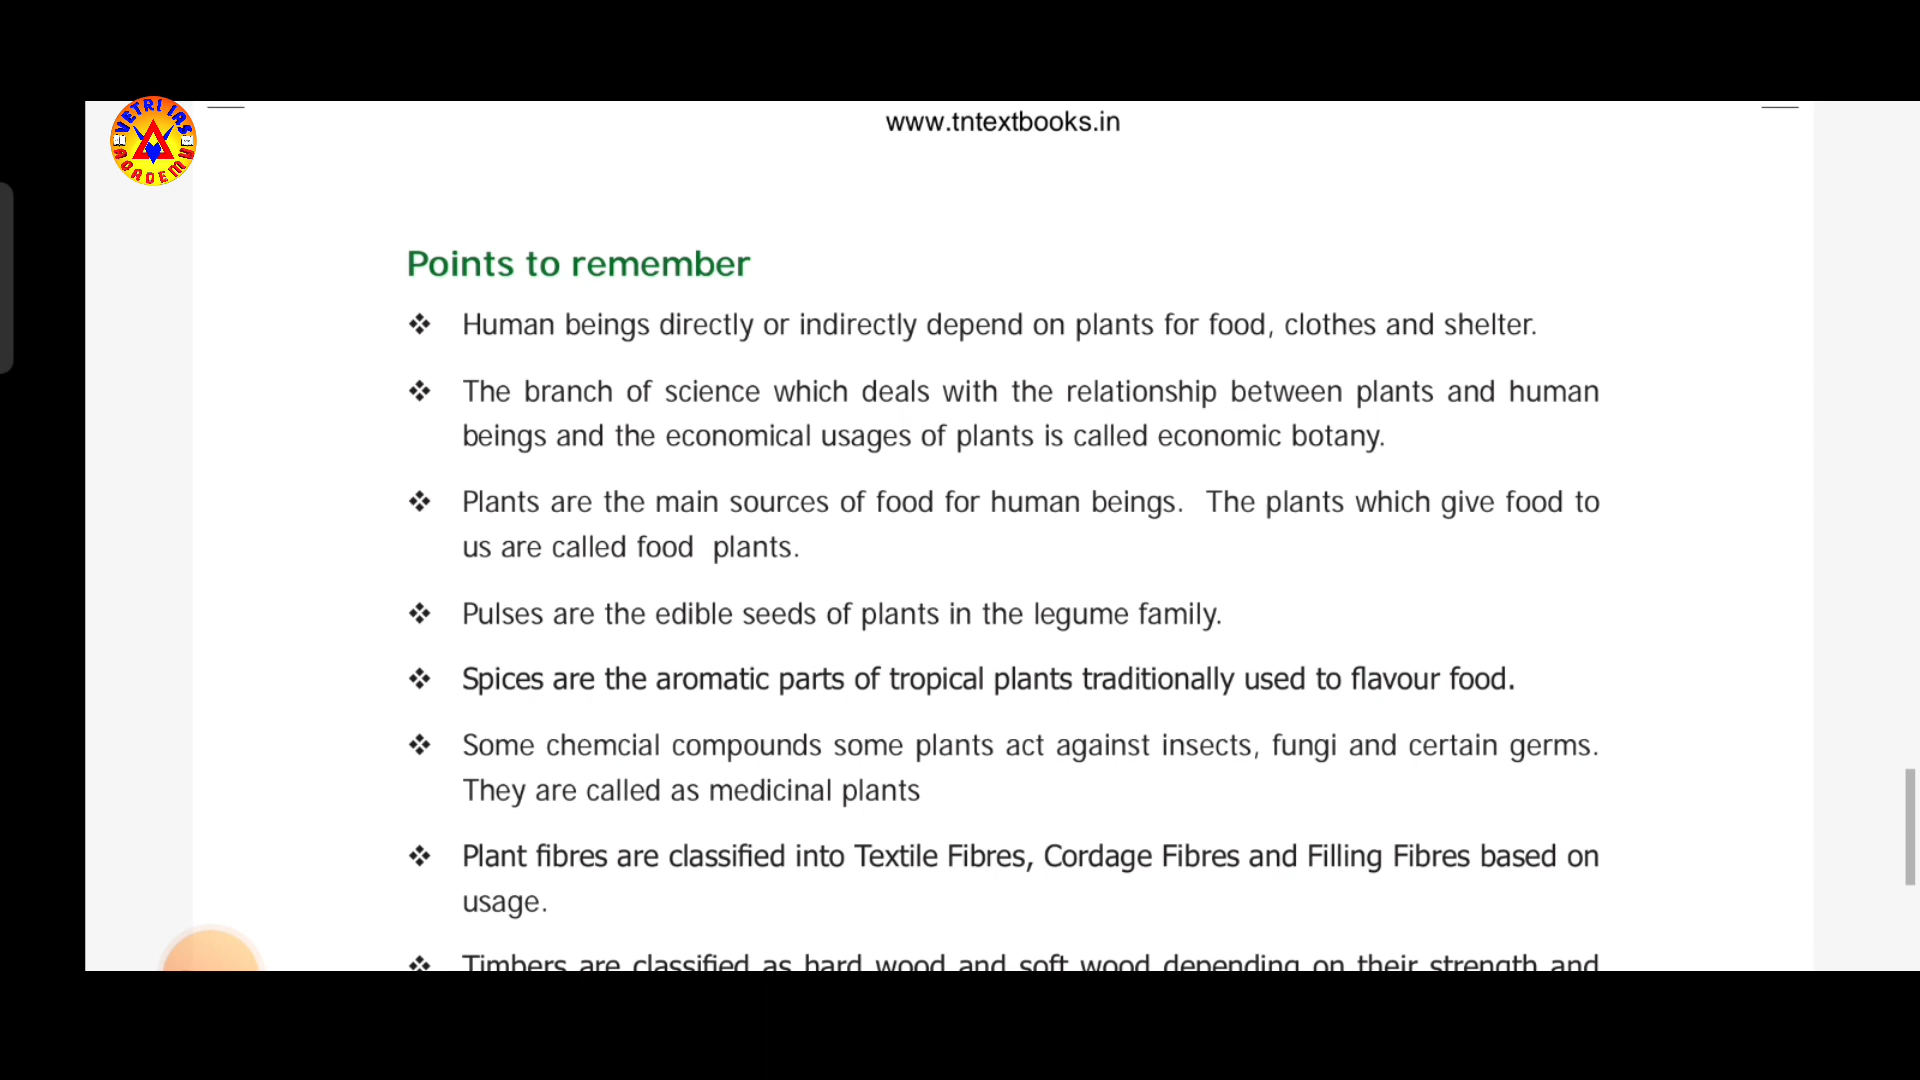 VETRI IAS
ACADEMY
www.tntextbooks.in
Points to remember
❖ Human beings directly or indirectly depend on plants for food, clothes and shelter.
❖ The branch of science which deals with the relationship between plants and human
beings and the economical usages of plants is called economic botany.
❖ Plants are the main sources of food for human beings. The plants which give food to
us are called food plants.
❖ Pulses are the edible seeds of plants in the legume family.
❖ Spices are the aromatic parts of tropical plants traditionally used to flavour food.
❖ Some chemcial compounds some plants act against insects, fungi and certain germs.
They are called as medicinal plants
❖ Plant fibres are classified into Textile Fibres, Cordage Fibres and Filling Fibres based on
usage.
❖ Timbers are classified as hard wood and soft wood depending on their strength and